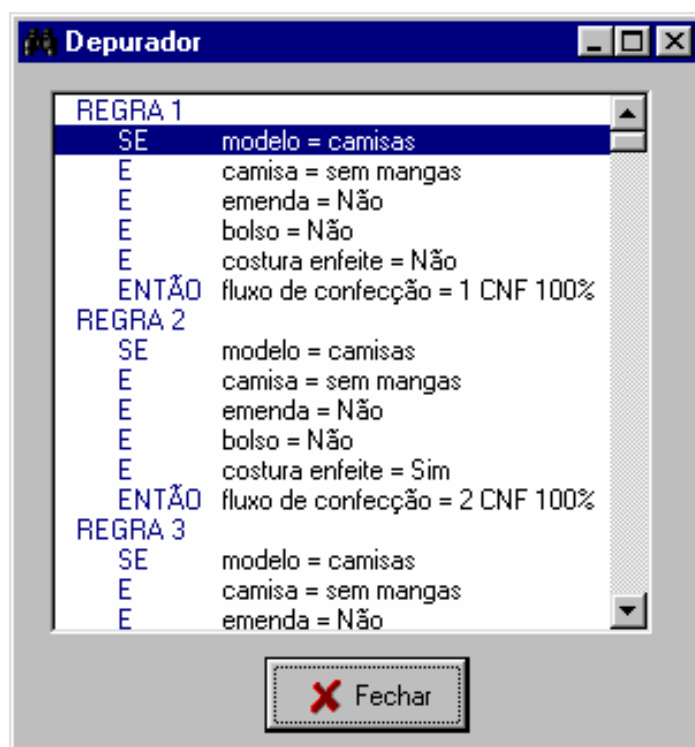 Depurador
REGRA 1
SE modelo = camisas
E camisa = sem mangas
E emenda = Não
E bolso = Não
E costura enfeite = Não
ENTÃO fluxo de confecção = 1 CNF 100%
REGRA 2
SE modelo = camisas
E camisa = sem mangas
E emenda = Não
E bolso = Não
E costura enfeite = Sim
ENTÃO fluxo de confecção = 2 CNF 100%
REGRA 3
SE modelo = camisas
E camisa = sem mangas
E emenda = Não
Fechar